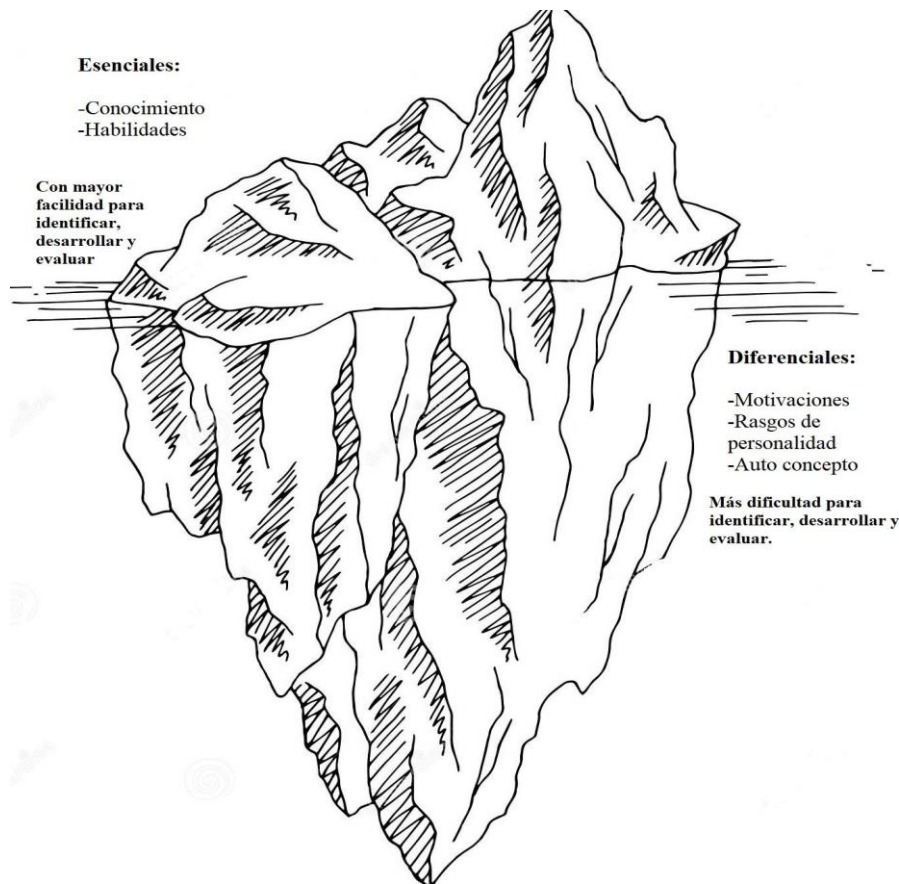 Esenciales:
-Conocimiento
-Habilidades
Con mayor
facilidad para
identificar,
desarrollar y
evaluar
Diferenciales:
-Motivaciones
-Rasgos de
personalidad
-Auto concepto
Más dificultad para
identificar, desarrollar y
evaluar.